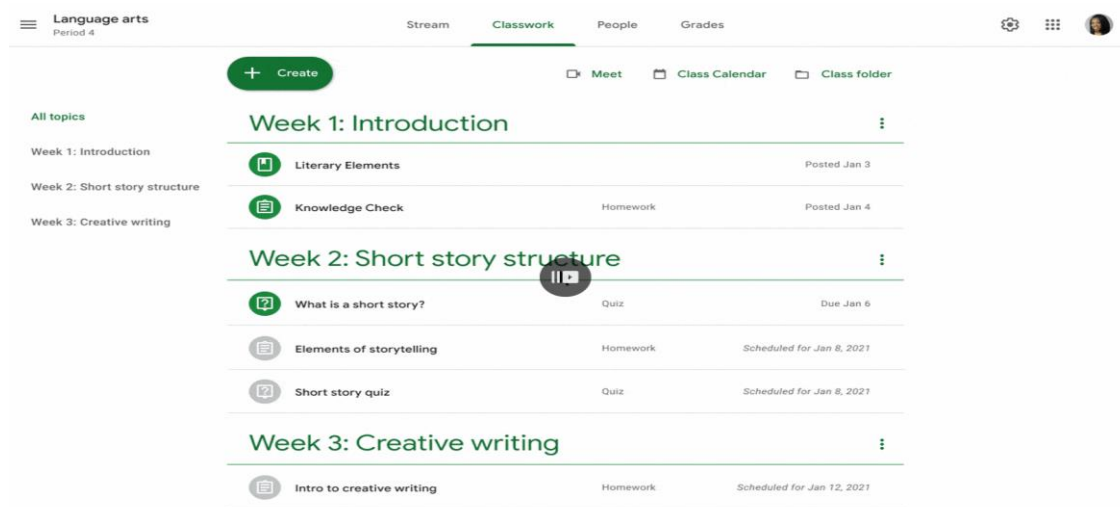 Language arts
Period 4
Stream Classwork People Grades
Create
Meet Class Calendar Class folder
All topics
Week 1: Introduction
Week 2: Short story structure
Week 3: Creative writing
Week 1: Introduction
Literary Elements Posted Jan 3
Knowledge Check Homework Posted Jan 4
Week 2: Short story structure
What is a short story? Quiz Due Jan 6
Elements of storytelling Homework Scheduled for Jan 8, 2021
Short story quiz Quiz Scheduled for Jan 8, 2021
Week 3: Creative writing
Intro to creative writing Homework Scheduled for Jan 12, 2021